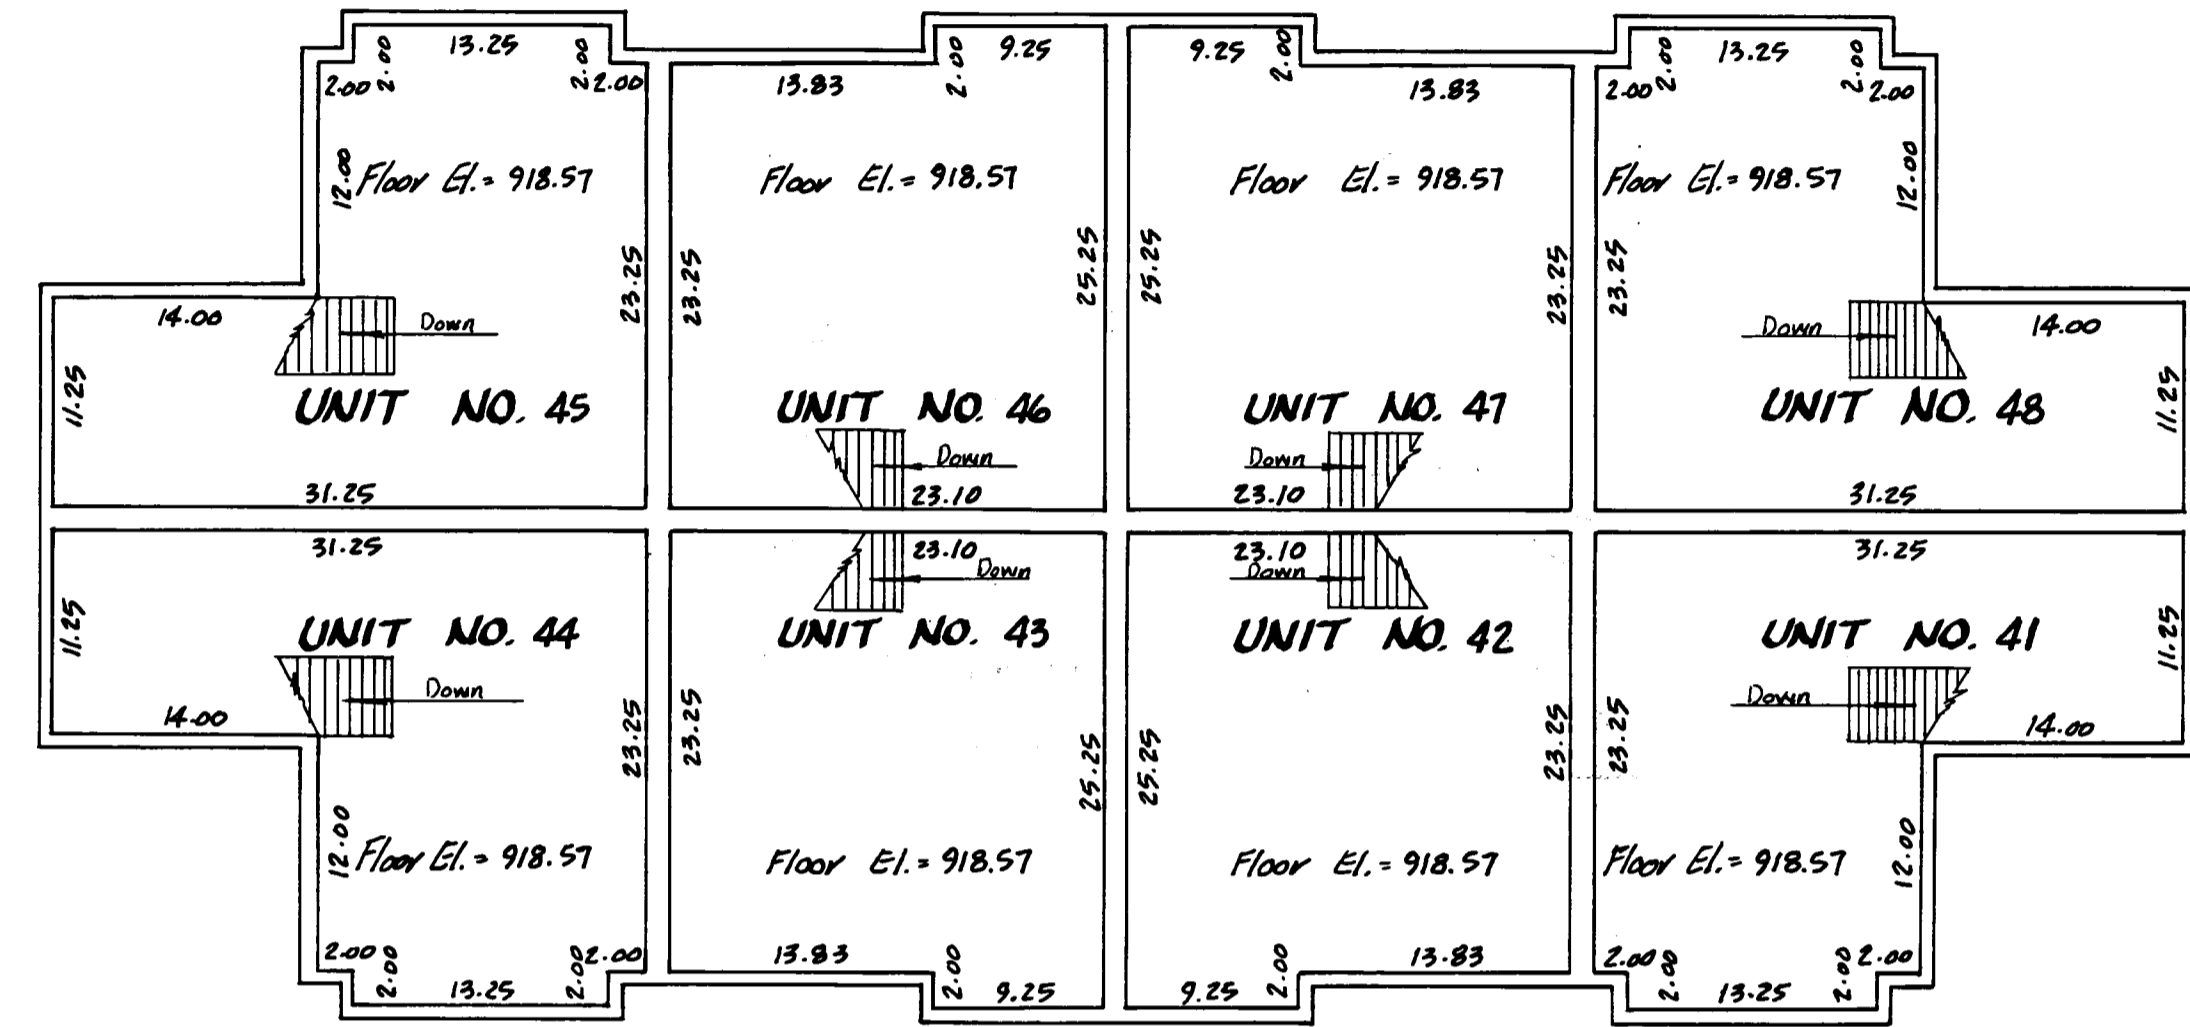 13.25 9.25 9.25 13.25
2.00 2.00 2.00 2.00 2.00 2.00
2.00 2.00 13.83 13.83 2.00 2.00
12.00 Floor El. = 918.57 Floor El. = 918.57 Floor El. = 918.57 Floor El. = 918.57 12.00
23.25 23.25 25.25 25.25 23.25 23.25
14.00 Down Down 14.00
11.25 11.25
UNIT NO. 45 UNIT NO. 46 UNIT NO. 47 UNIT NO. 48
Down Down
31.25 23.10 23.10 31.25
31.25 23.10 23.10 31.25
Down Down
11.25 11.25
UNIT NO. 44 UNIT NO. 43 UNIT NO. 42 UNIT NO. 41
Down Down
14.00 14.00
23.25 23.25 25.25 25.25 23.25 23.25
12.00 Floor El. = 918.57 Floor El. = 918.57 Floor El. = 918.57 Floor El. = 918.57 12.00
2.00 2.00 13.83 13.83 2.00 2.00
2.00 2.00 2.00 2.00 2.00 2.00
13.25 9.25 9.25 13.25